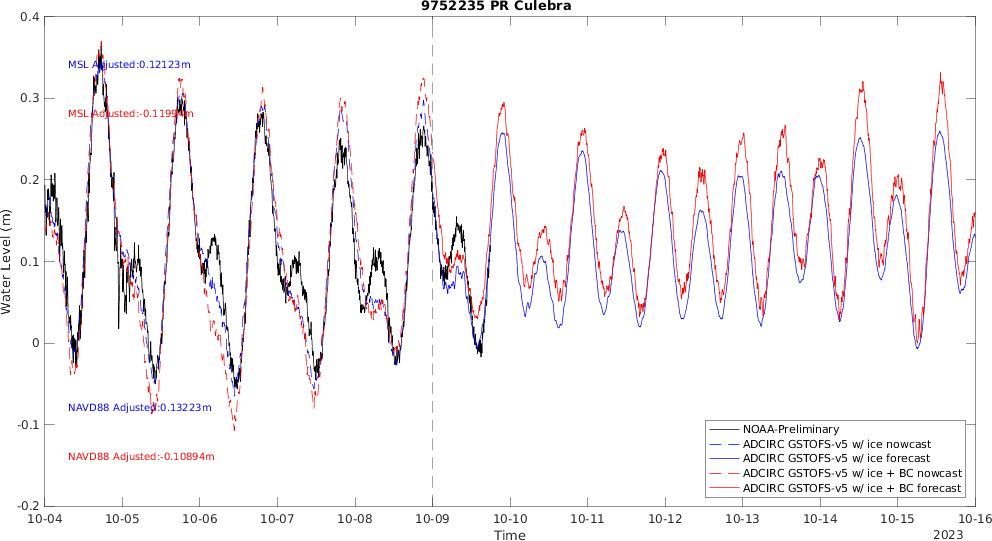 9752235 PR Culebra
0.4
0.3
0.2
0.1
0
-0.1
-0.2
Water Level (m)
MSL Adjusted:0.12123m
MSL Adjusted:-0.11994m
NAVD88 Adjusted:0.13223m
NAVD88 Adjusted:-0.10894m
NOAA-Preliminary
ADCIRC GSTOFS-v5 w/ ice nowcast
ADCIRC GSTOFS-v5 w/ ice forecast
ADCIRC GSTOFS-v5 w/ ice + BC nowcast
ADCIRC GSTOFS-v5 w/ ice + BC forecast
10-04 10-05 10-06 10-07 10-08 10-09 10-10 10-11 10-12 10-13 10-14 10-15 10-16
Time
2023